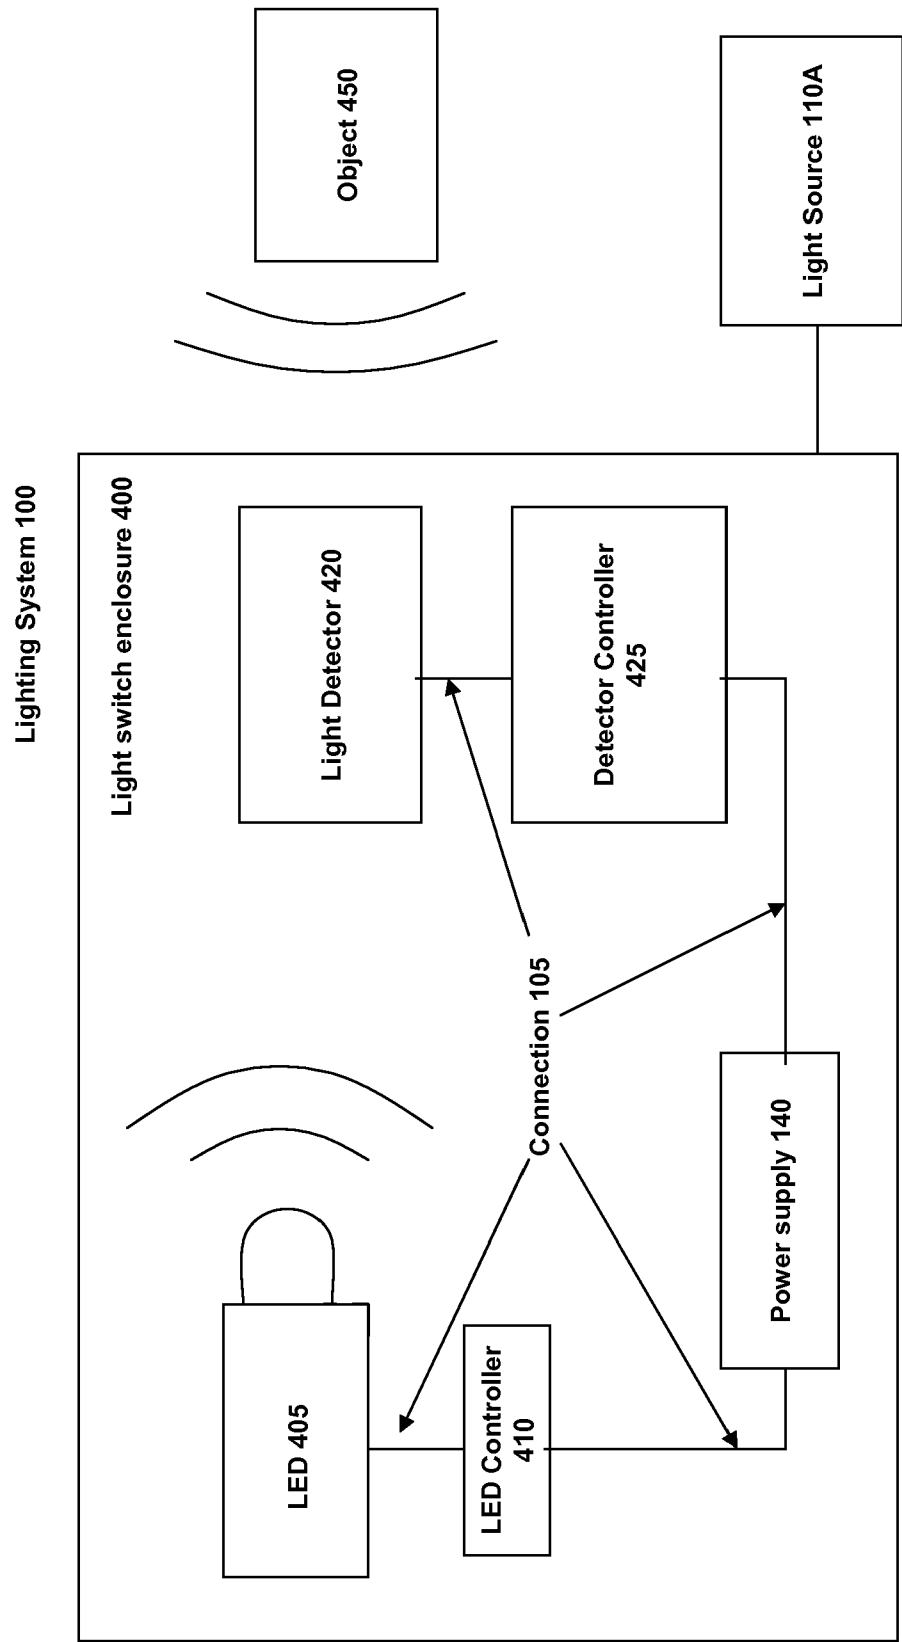 Lighting System 100
Light switch enclosure 400
LED 405
Light Detector 420
Object 450
LED Controller
410
Connection 105
Detector Controller
425
Power supply 140
Light Source 110A